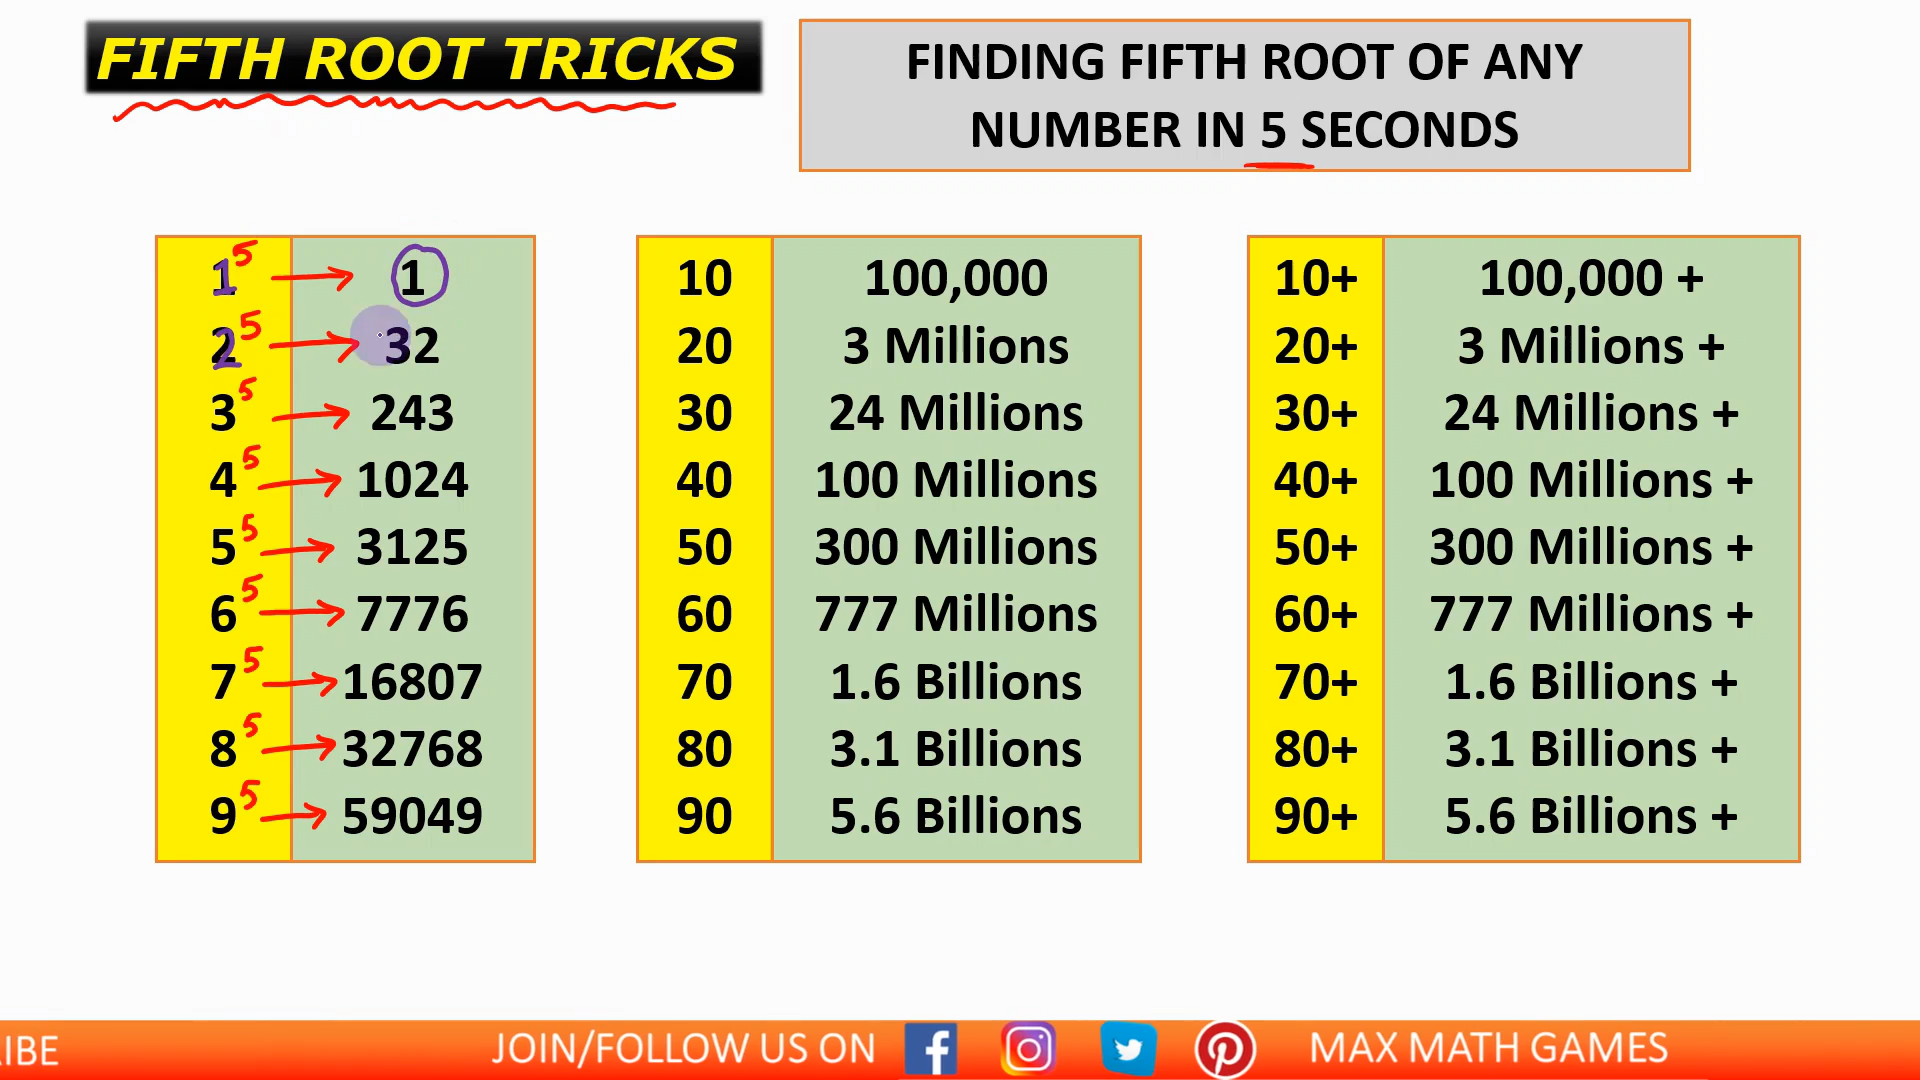 FIFTH ROOT TRICKS
FINDING FIFTH ROOT OF ANY
NUMBER IN 5 SECONDS
1⁵ → 1
2⁵ → 32
3⁵ → 243
4⁵ → 1024
5⁵ → 3125
6⁵ → 7776
7⁵ → 16807
8⁵ → 32768
9⁵ → 59049
10 100,000
20 3 Millions
30 24 Millions
40 100 Millions
50 300 Millions
60 777 Millions
70 1.6 Billions
80 3.1 Billions
90 5.6 Billions
10+ 100,000 +
20+ 3 Millions +
30+ 24 Millions +
40+ 100 Millions +
50+ 300 Millions +
60+ 777 Millions +
70+ 1.6 Billions +
80+ 3.1 Billions +
90+ 5.6 Billions +
IBE JOIN/FOLLOW US ON MAX MATH GAMES